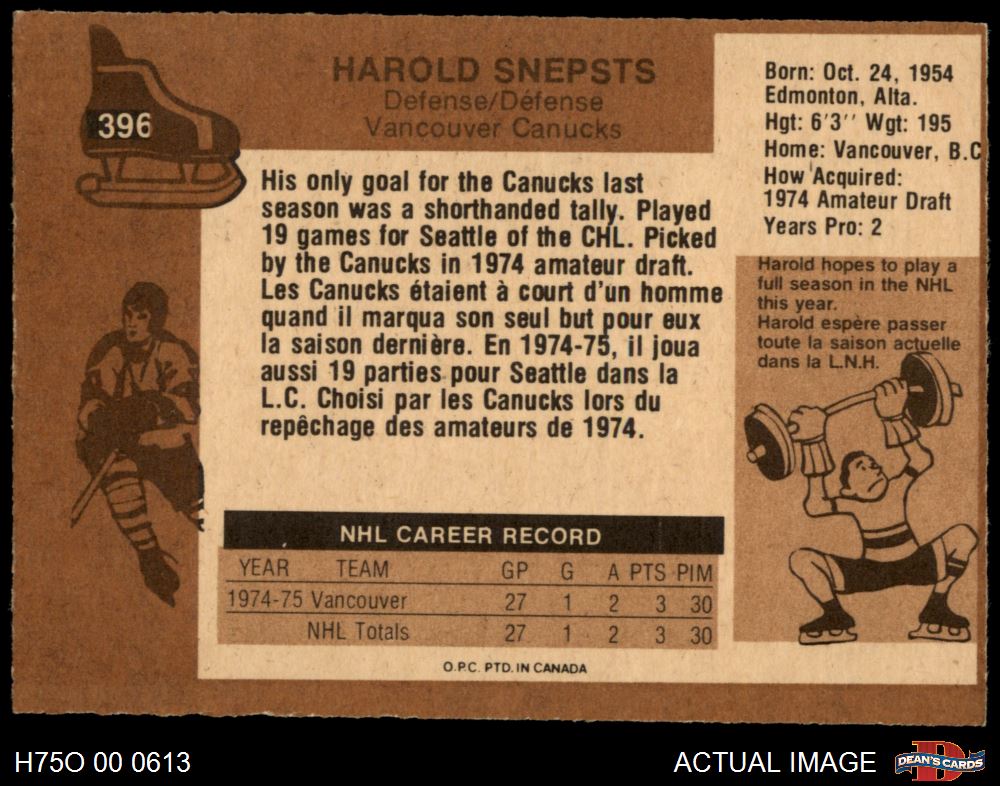 396
HAROLD SNEPSTS
Defense/Défense
Vancouver Canucks
Born: Oct. 24, 1954
Edmonton, Alta.
Hgt: 6'3'' Wgt: 195
Home: Vancouver, B.C
How Acquired:
1974 Amateur Draft
Years Pro: 2
His only goal for the Canucks last
season was a shorthanded tally. Played
19 games for Seattle of the CHL. Picked
by the Canucks in 1974 amateur draft.
Les Canucks étaient à court d'un homme
quand il marqua son seul but pour eux
la saison dernière. En 1974-75, il joua
aussi 19 parties pour Seattle dans la
L.C. Choisi par les Canucks lors du
repêchage des amateurs de 1974.
Harold hopes to play a
full season in the NHL
this year.
Harold espère passer
toute la saison actuelle
dans la L.N.H.
NHL CAREER RECORD
YEAR TEAM GP G A PTS PIM
1974-75 Vancouver 27 1 2 3 30
NHL Totals 27 1 2 3 30
O.P.C. PTD. IN CANADA
H75O 00 0613
ACTUAL IMAGE
D
DEAN'S CARDS